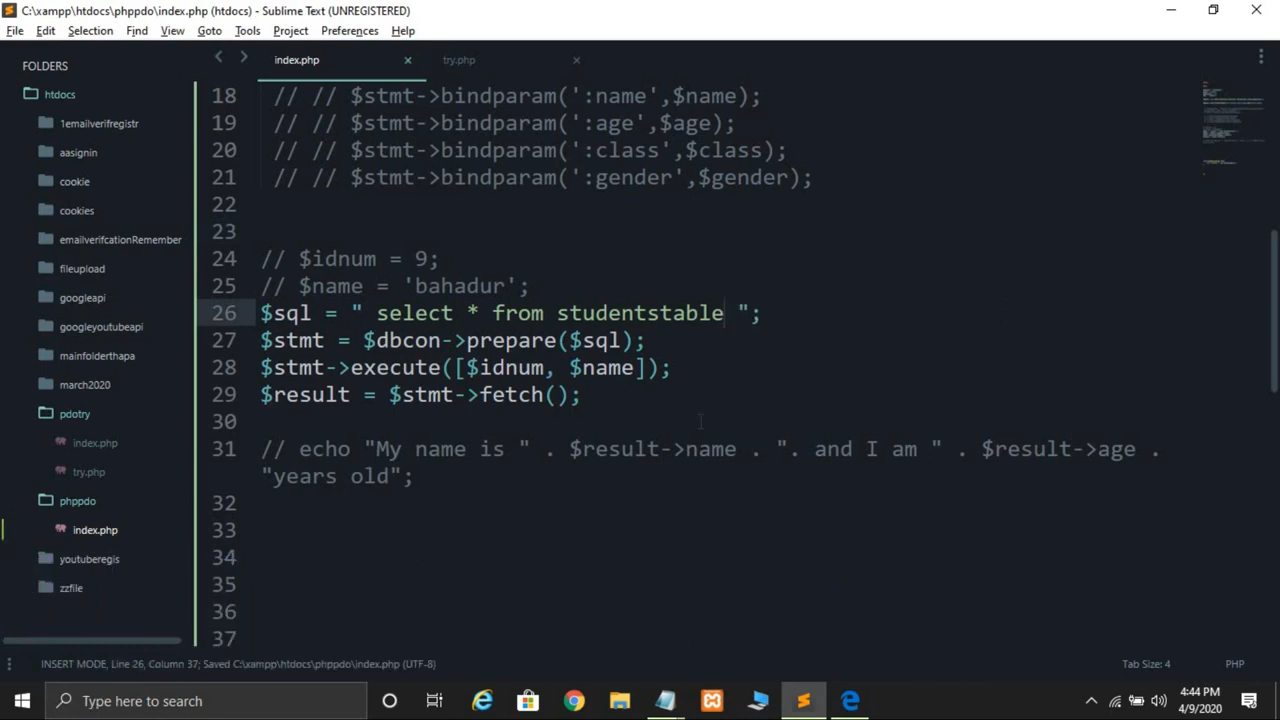 C:\xampp\htdocs\phppdo\index.php (htdocs) - Sublime Text (UNREGISTERED)
File Edit Selection Find View Goto Tools Project Preferences Help
FOLDERS
htdocs
1emailverifregistr
aasignin
cookie
cookies
emailverifcationRemember
fileupload
googleapi
googleyoutubeapi
mainfolderthapa
march2020
pdotry
index.php
try.php
phppdo
index.php
youtuberegis
zzfile
index.php try.php
18 // // $stmt->bindparam(':name',$name);
19 // // $stmt->bindparam(':age',$age);
20 // // $stmt->bindparam(':class',$class);
21 // // $stmt->bindparam(':gender',$gender);
22
23
24 // $idnum = 9;
25 // $name = 'bahadur';
26 $sql = " select * from studentstable ";
27 $stmt = $dbcon->prepare($sql);
28 $stmt->execute([$idnum, $name]);
29 $result = $stmt->fetch();
30
31 // echo "My name is " . $result->name . ". and I am " . $result->age .
"years old";
32
33
34
35
36
37
INSERT MODE, Line 26, Column 37; Saved C:\xampp\htdocs\phppdo\index.php (UTF-8) Tab Size: 4 PHP
Type here to search
4:44 PM
4/9/2020